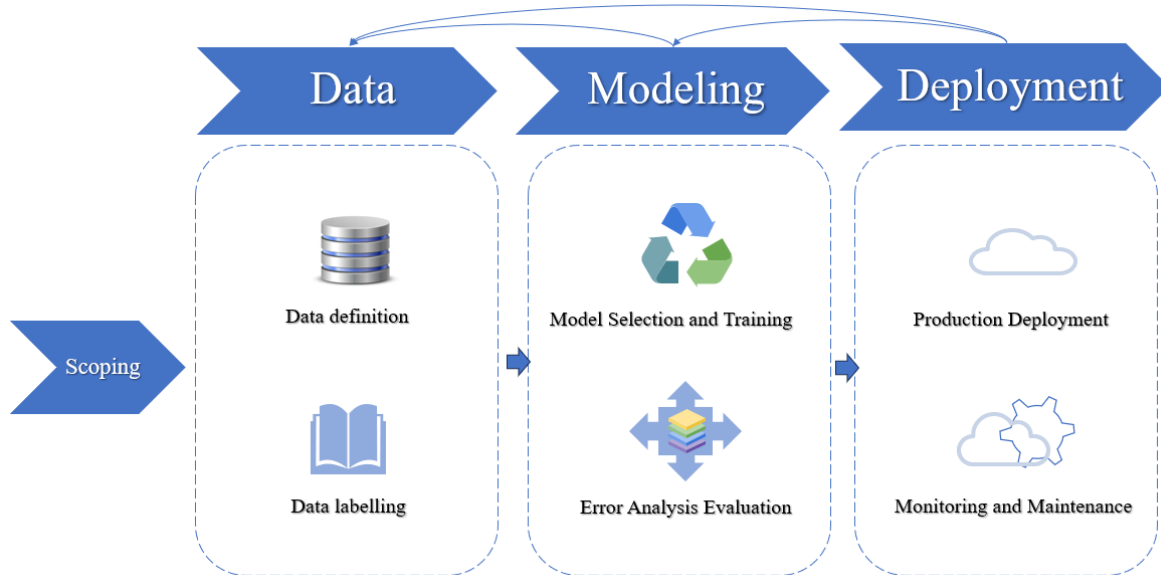 Data
Modeling
Deployment
Data definition
Model Selection and Training
Production Deployment
Scoping
Data labelling
Error Analysis Evaluation
Monitoring and Maintenance